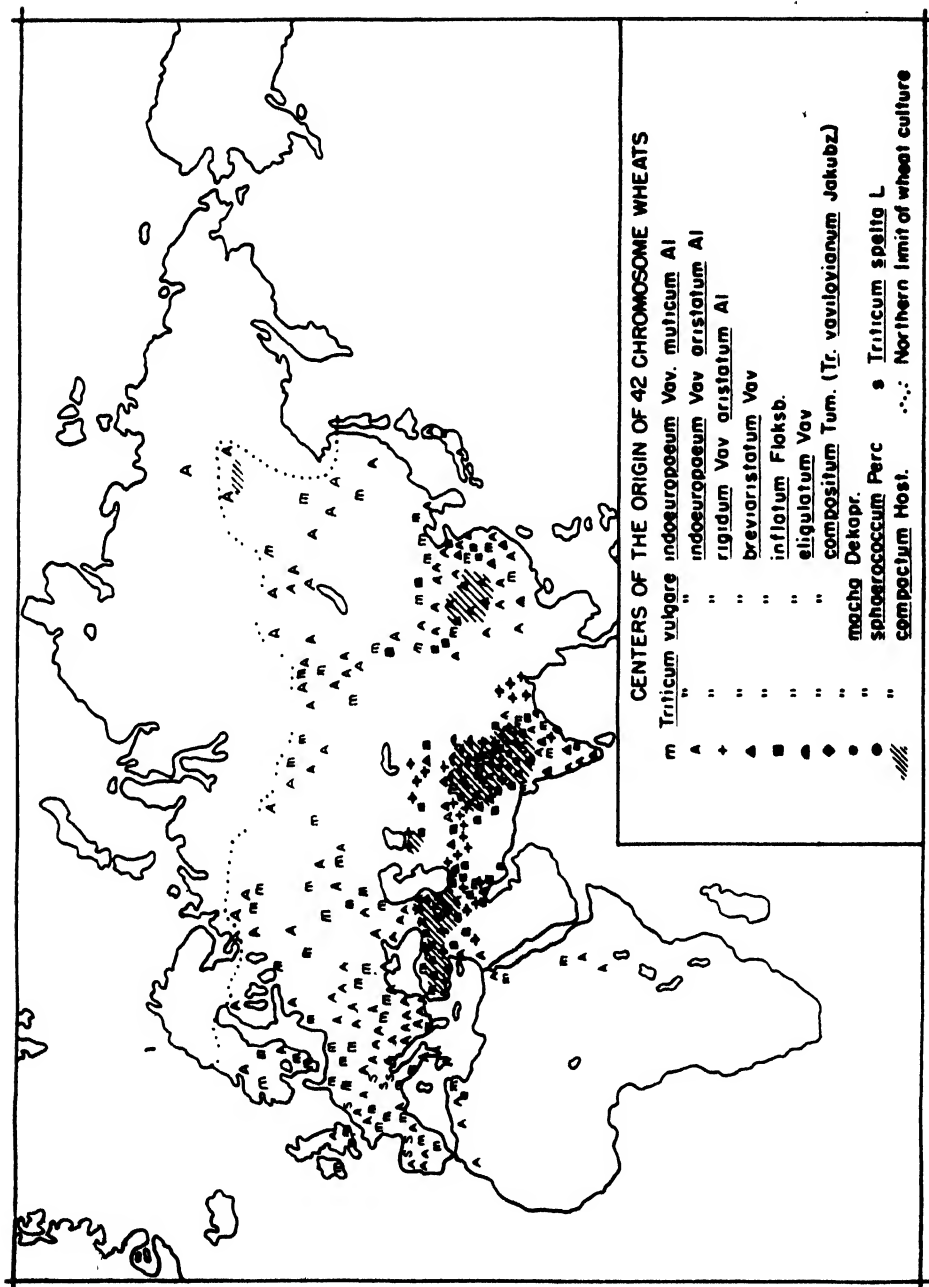 CENTERS OF THE ORIGIN OF 42 CHROMOSOME WHEATS
m Triticum vulgare indoeuropaeum Vav. muticum Al
A " " indoeuropaeum Vav aristatum Al
+ " " rigidum Vav aristatum Al
▲ " " breviaristatum Vav
■ " " inflatum Flaksb.
" " eligulatum Vav
◆ " " compositum Tum. (Tr. vavilovianum Jakubz.)
● " macha Dekapr.
" sphaerococcum Perc s Triticum spelta L
" compactum Host. Northern limit of wheat culture